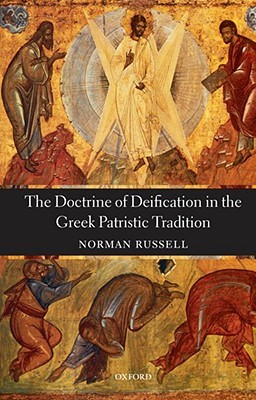 The Doctrine of Deification in the
Greek Patristic Tradition
NORMAN RUSSELL
OXFORD